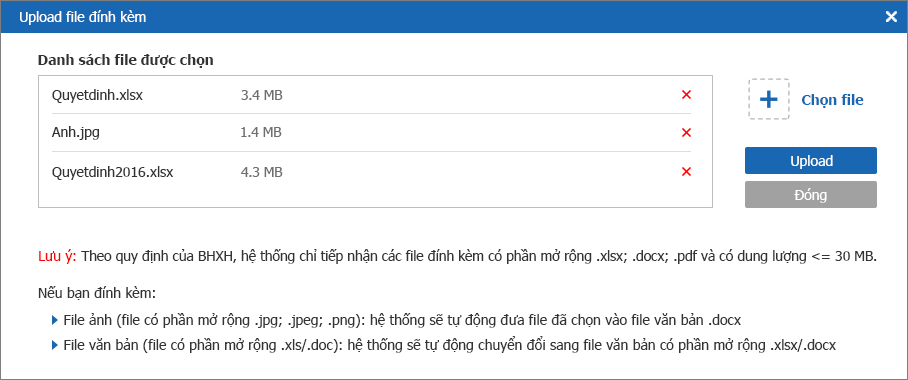 Upload file đính kèm
Danh sách file được chọn
Quyetdinh.xlsx 3.4 MB
Anh.jpg 1.4 MB
Quyetdinh2016.xlsx 4.3 MB
Chọn file
Upload
Đóng
Lưu ý: Theo quy định của BHXH, hệ thống chỉ tiếp nhận các file đính kèm có phần mở rộng .xlsx; .docx; .pdf và có dung lượng <= 30 MB.
Nếu bạn đính kèm:
File ảnh (file có phần mở rộng .jpg; .jpeg; .png): hệ thống sẽ tự động đưa file đã chọn vào file văn bản .docx
File văn bản (file có phần mở rộng .xls/.doc): hệ thống sẽ tự động chuyển đổi sang file văn bản có phần mở rộng .xlsx/.docx